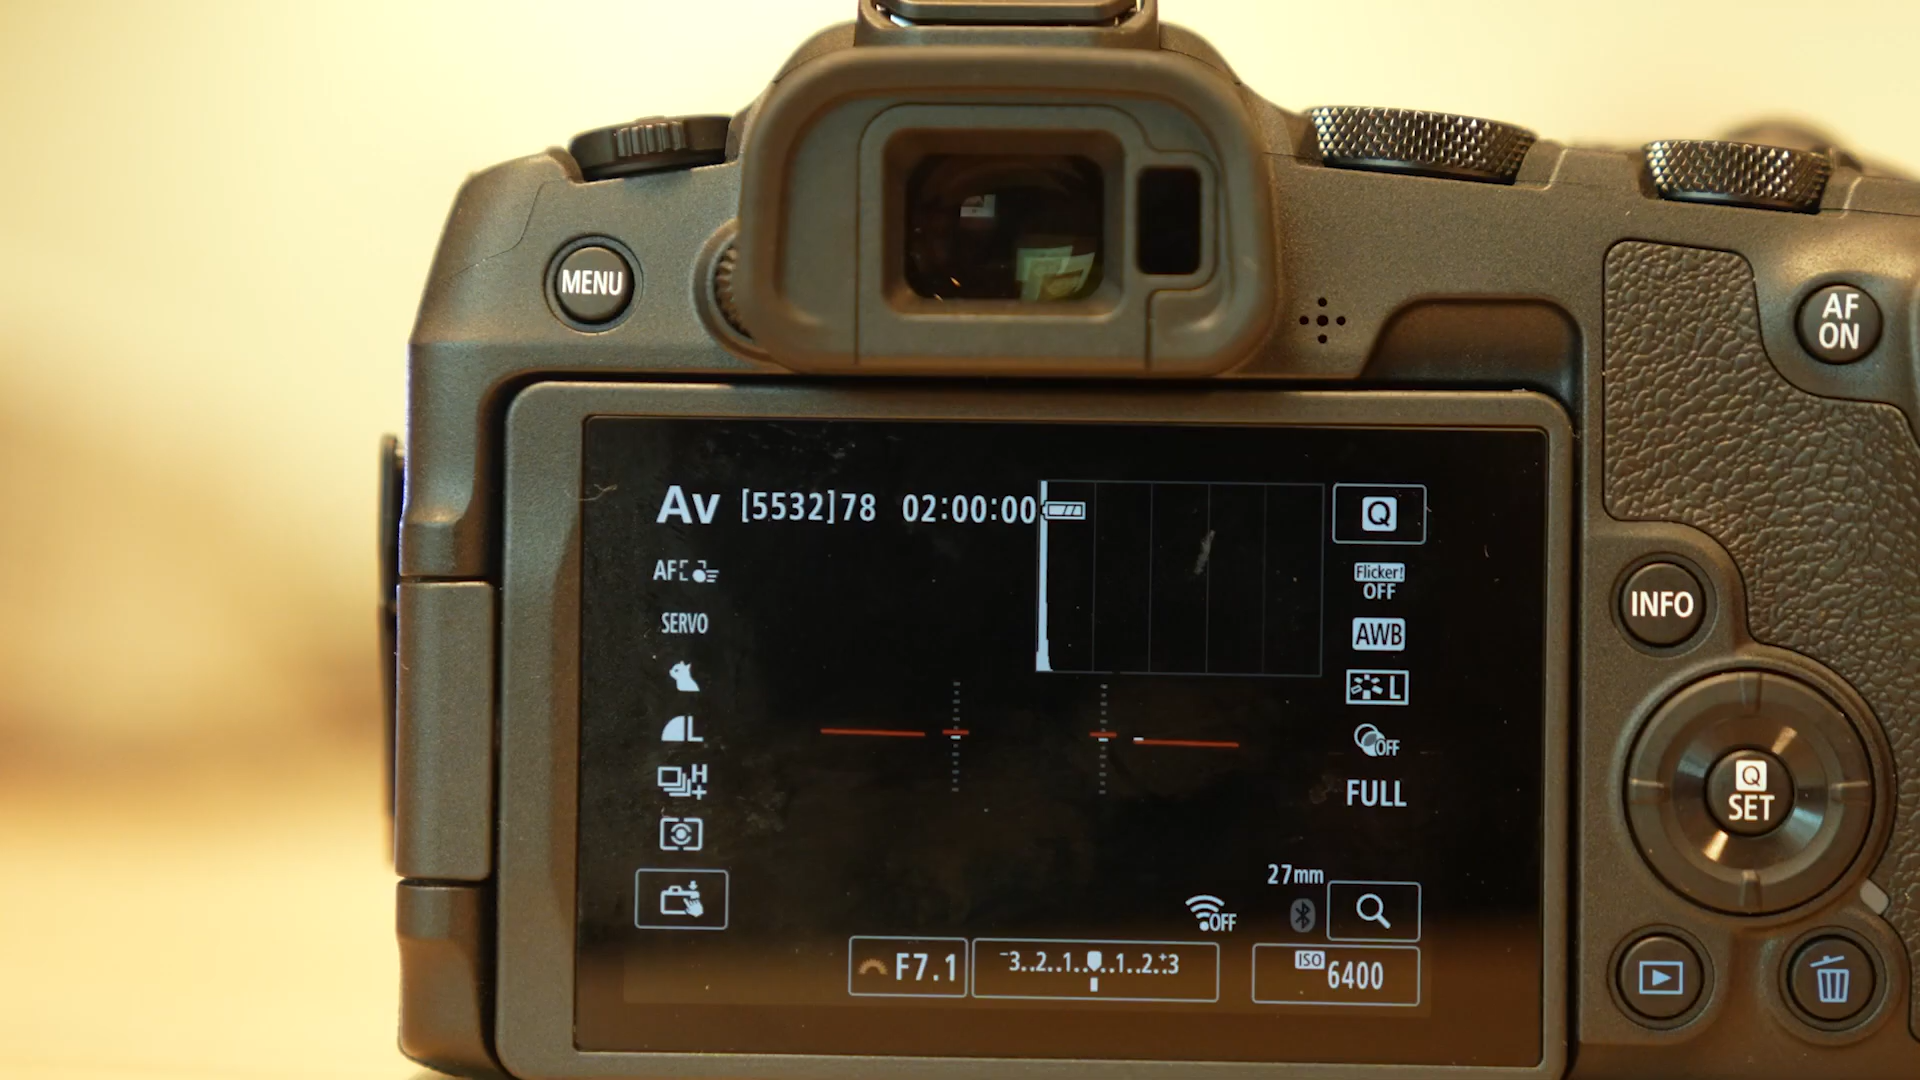 MENU
AF
ON
Av [5532]78 02:00:00
Q
AF
SERVO
L
H
+
Flicker!
OFF
AWB
L
OFF
FULL
INFO
Q
SET
27mm
OFF
F7.1
-3..2..1..0..1..2..+3
ISO 6400